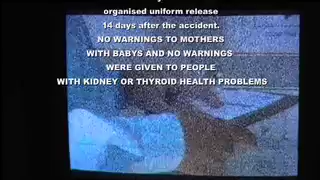 organised uniform release
14 days after the accident.
NO WARNINGS TO MOTHERS
WITH BABYS AND NO WARNINGS
WERE GIVEN TO PEOPLE
WITH KIDNEY OR THYROID HEALTH PROBLEMS